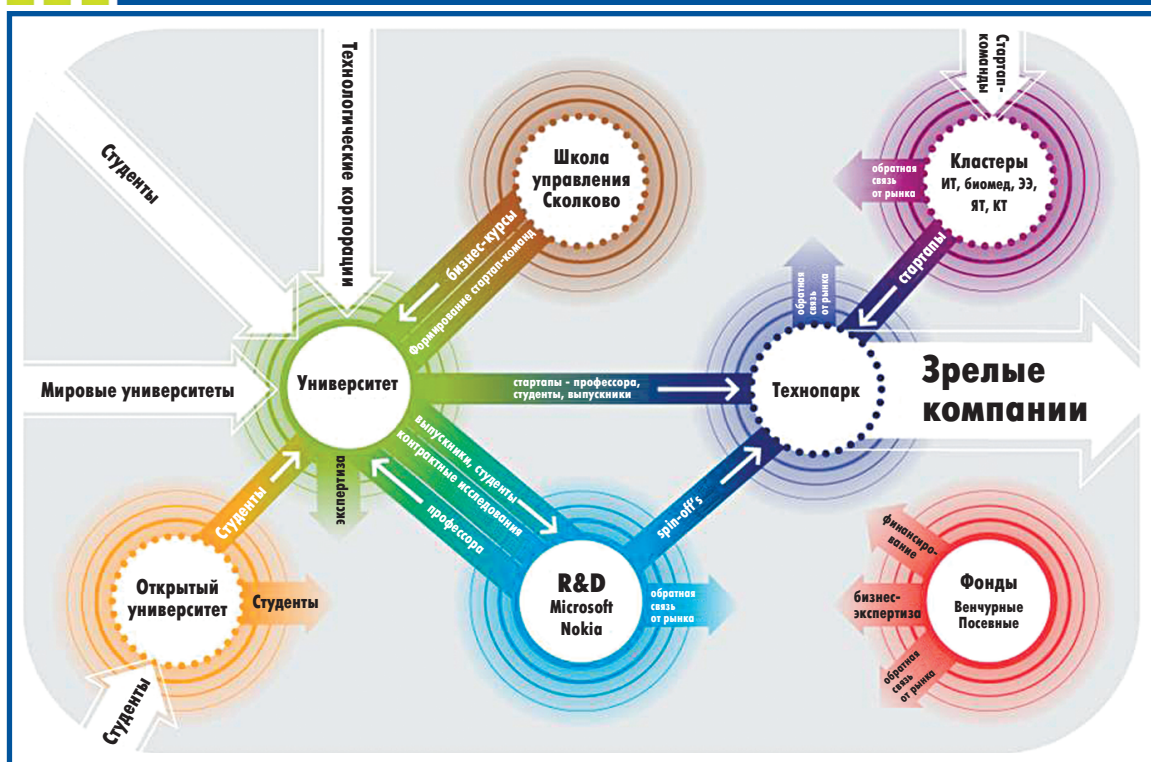 Студенты
Технологические корпорации
Стартап-
команды
Школа
управления
Сколково
Кластеры
ИТ, биомед, ЭЭ,
ЯТ, КТ
обратная
связь
от рынка
бизнес-курсы
Формирование стартап-команд
обратная
связь
от рынка
стартапы
Мировые университеты
Университет
стартапы - профессора,
студенты, выпускники
Технопарк
Зрелые
компании
выпускники, студенты
контрактные исследования
профессора
экспертиза
Студенты
spin-off’s
Открытый
университет
Студенты
Студенты
R&D
Microsoft
Nokia
обратная
связь
от рынка
финансиро-
вание
бизнес-
экспертиза
обратная
связь
от рынка
Фонды
Венчурные
Посевные